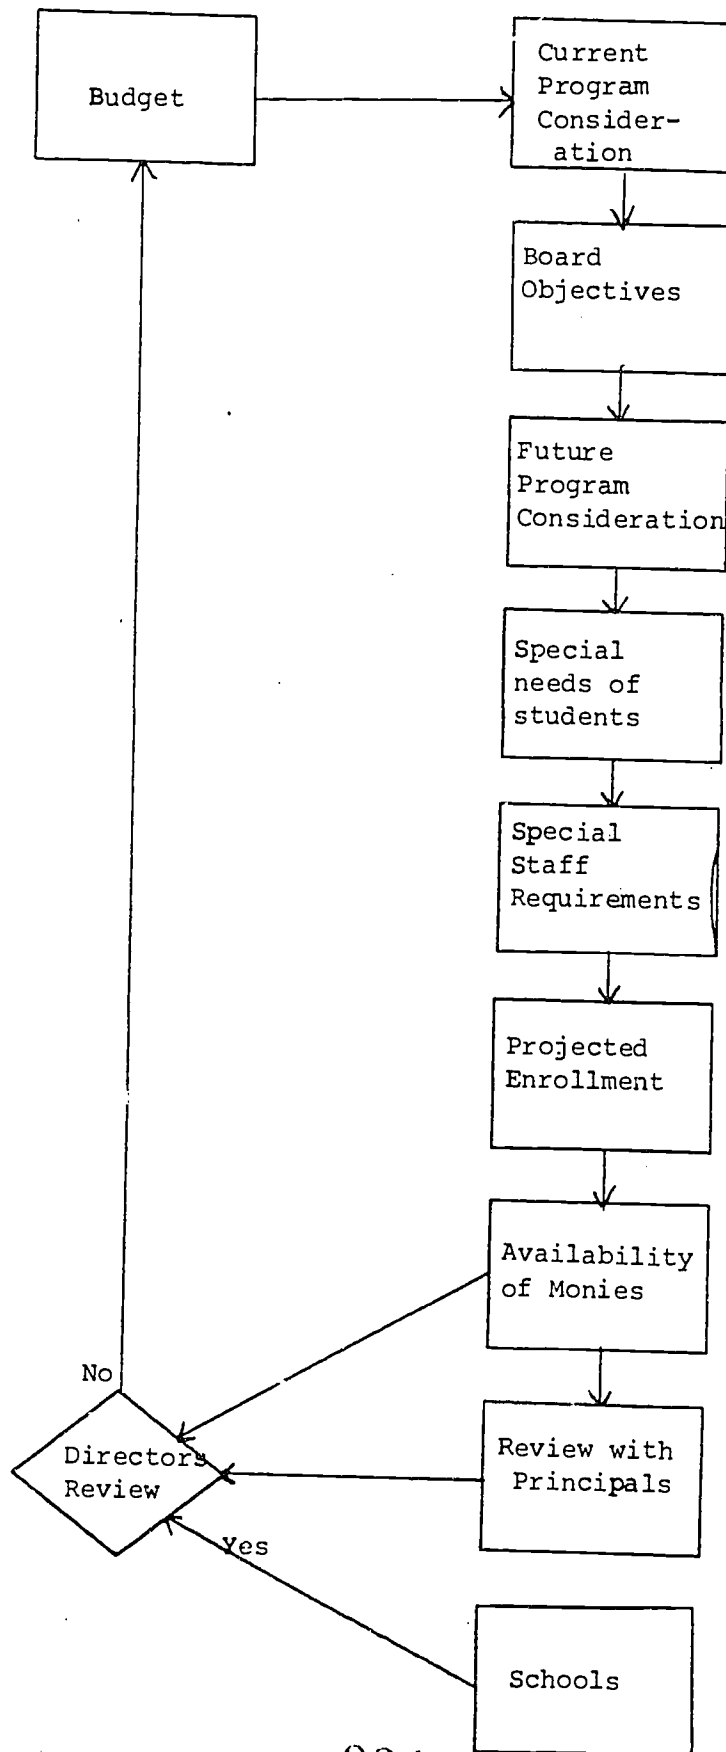 Budget
Current
Program
Consider-
ation
Board
Objectives
Future
Program
Consideration
Special
needs of
students
Special
Staff
Requirements
Projected
Enrollment
Availability
of Monies
No
Directors
Review
Review with
Principals
Yes
Schools